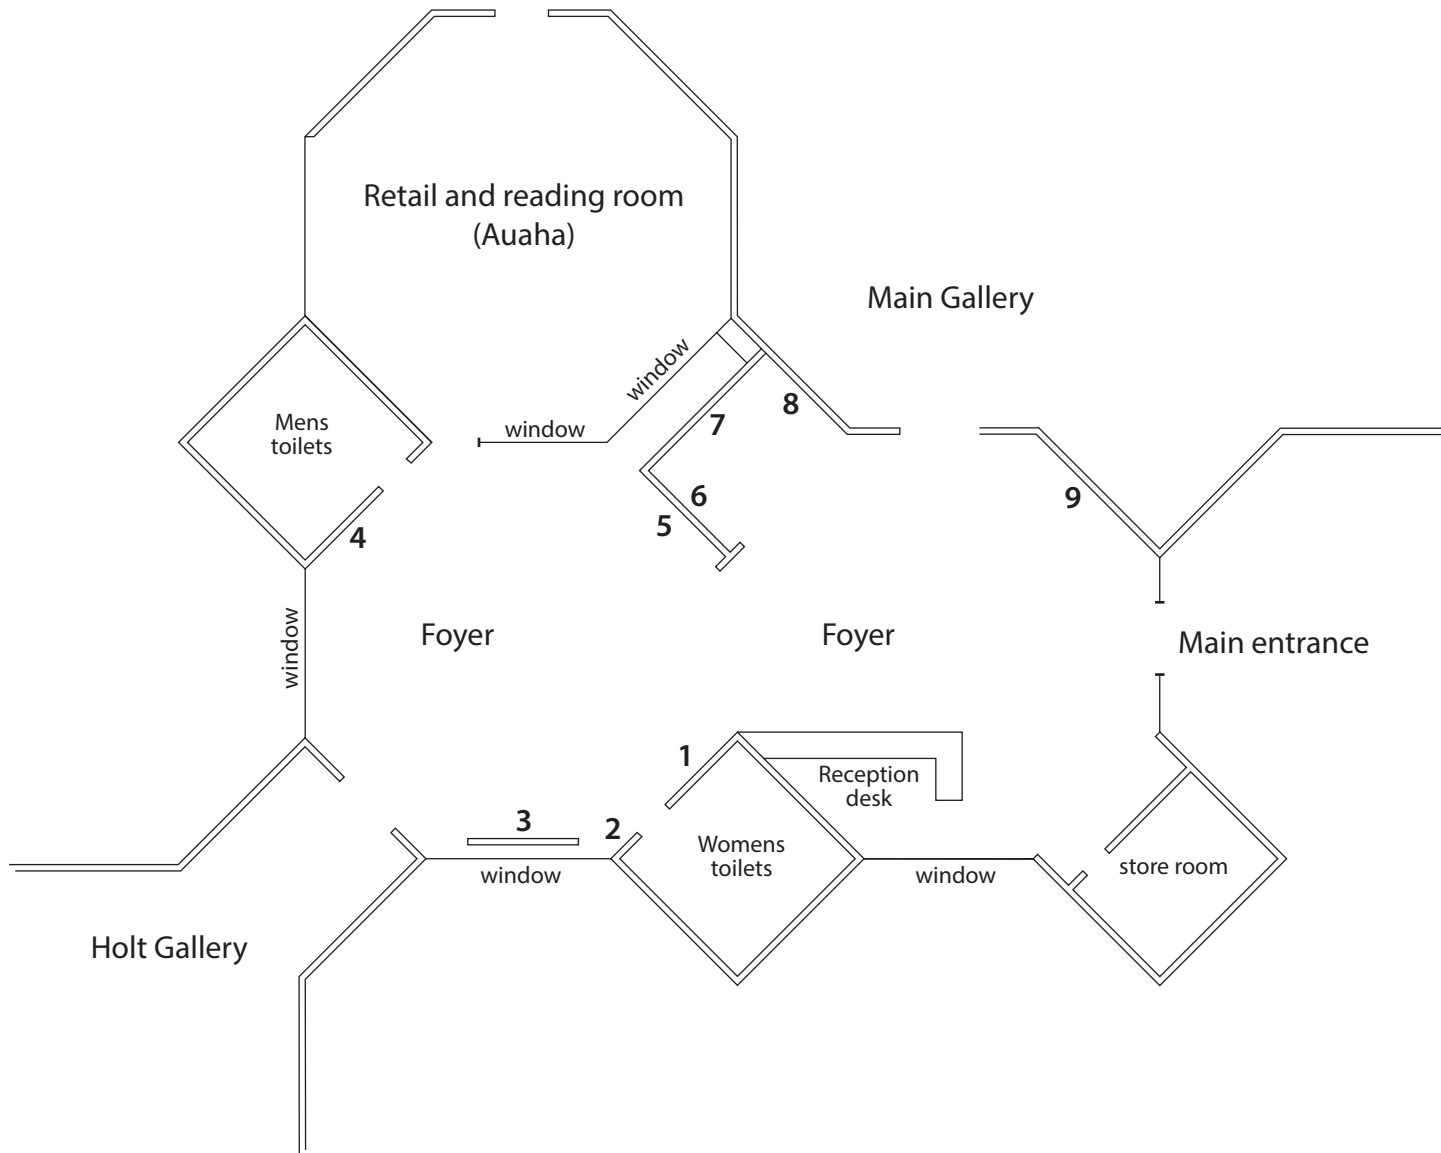 Retail and reading room
(Auaha)
Main Gallery
window
8
7
Mens
toilets
window
9
6
5
4
window
Foyer
Foyer
Main entrance
1
Reception
desk
3
2
Womens
toilets
window
window
store room
Holt Gallery